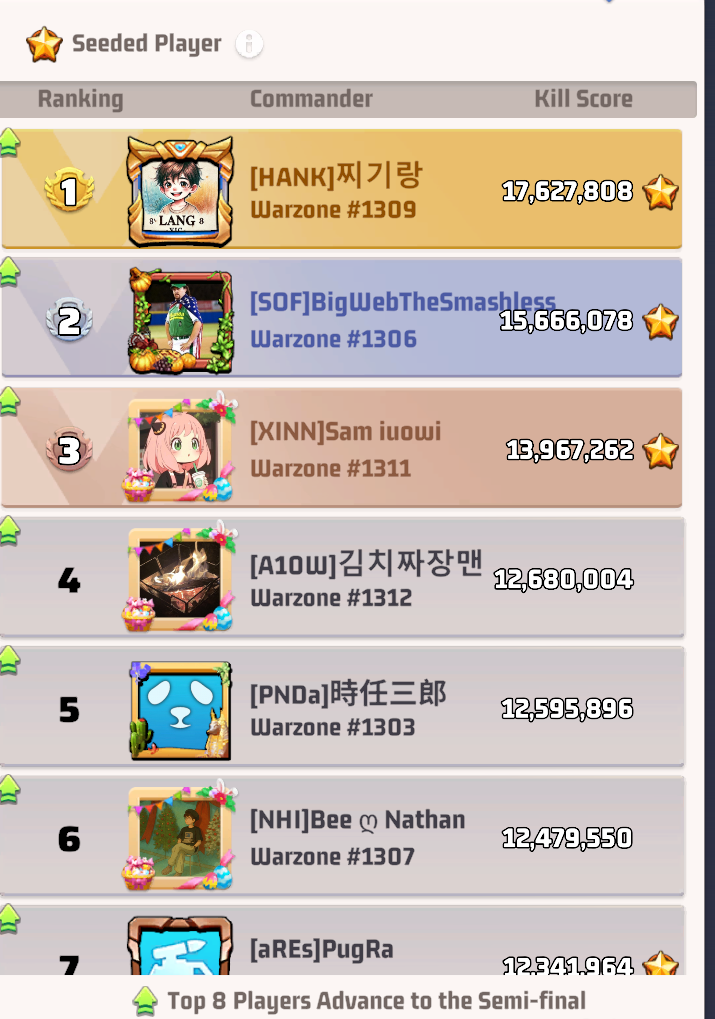 Seeded Player
Ranking Commander Kill Score
1 [HANK]찌기랑 17,627,808
LANG
Warzone #1309
2 [SOF]BigWebTheSmashless 15,666,078
Warzone #1306
3 [XINN]Sam iuowi 13,967,262
Warzone #1311
4 [A10W]김치짜장맨 12,680,004
Warzone #1312
5 [PNDa]時任三郎 12,595,896
Warzone #1303
6 [NHI]Bee ღ Nathan 12,479,550
Warzone #1307
7 [aREs]PugRa 12,341,964
Top 8 Players Advance to the Semi-final